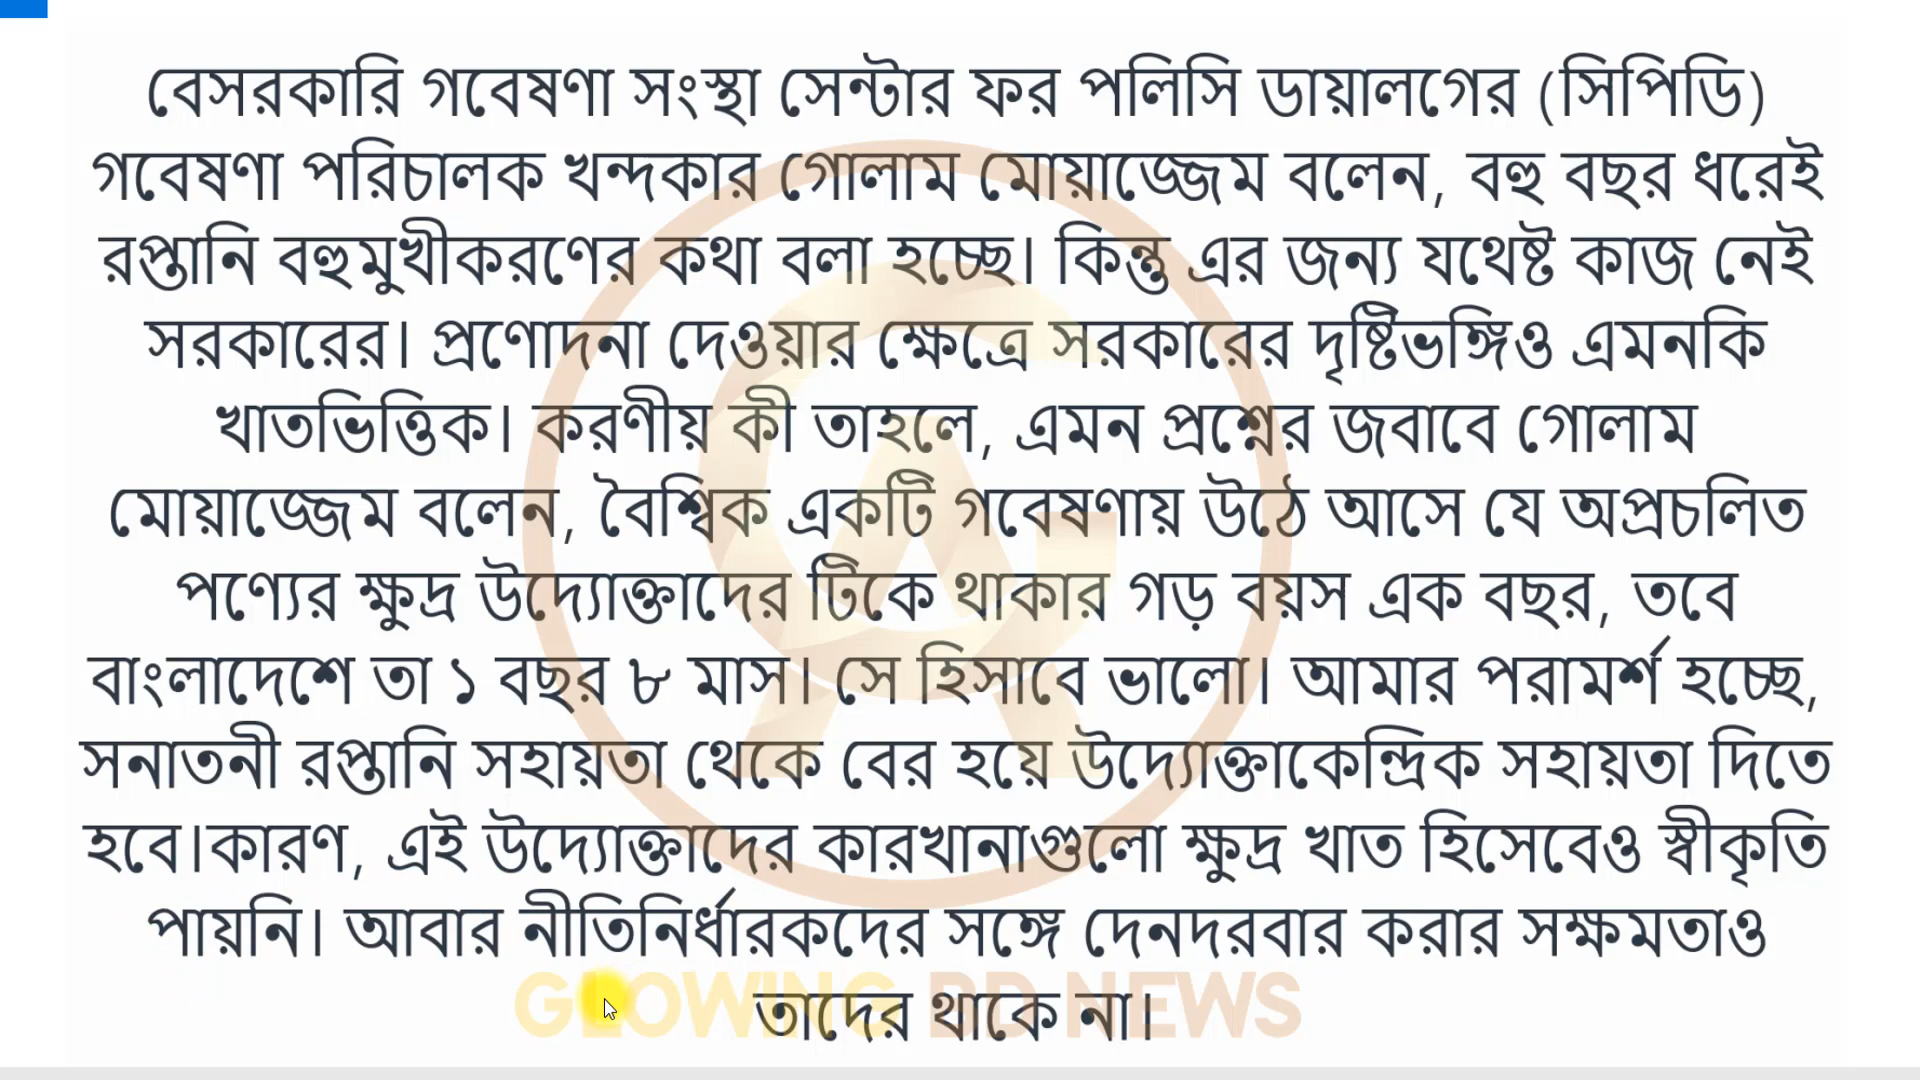 বেসরকারি গবেষণা সংস্থা সেন্টার ফর পলিসি ডায়ালগের (সিপিডি)
গবেষণা পরিচালক খন্দকার গোলাম মোয়াজ্জেম বলেন, বহু বছর ধরেই
রপ্তানি বহুমুখীকরণের কথা বলা হচ্ছে। কিন্তু এর জন্য যথেষ্ট কাজ নেই
সরকারের। প্রণোদনা দেওয়ার ক্ষেত্রে সরকারের দৃষ্টিভঙ্গিও এমনকি
খাতভিত্তিক। করণীয় কী তাহলে, এমন প্রশ্নের জবাবে গোলাম
মোয়াজ্জেম বলেন, বৈশ্বিক একটি গবেষণায় উঠে আসে যে অপ্রচলিত
পণ্যের ক্ষুদ্র উদ্যোক্তাদের টিকে থাকার গড় বয়স এক বছর, তবে
বাংলাদেশে তা ১ বছর ৮ মাস। সে হিসাবে ভালো। আমার পরামর্শ হচ্ছে,
সনাতনী রপ্তানি সহায়তা থেকে বের হয়ে উদ্যোক্তাকেন্দ্রিক সহায়তা দিতে
হবে।কারণ, এই উদ্যোক্তাদের কারখানাগুলো ক্ষুদ্র খাত হিসেবেও স্বীকৃতি
পায়নি। আবার নীতিনির্ধারকদের সঙ্গে দেনদরবার করার সক্ষমতাও
তাদের থাকে না।
GLOWING BD NEWS